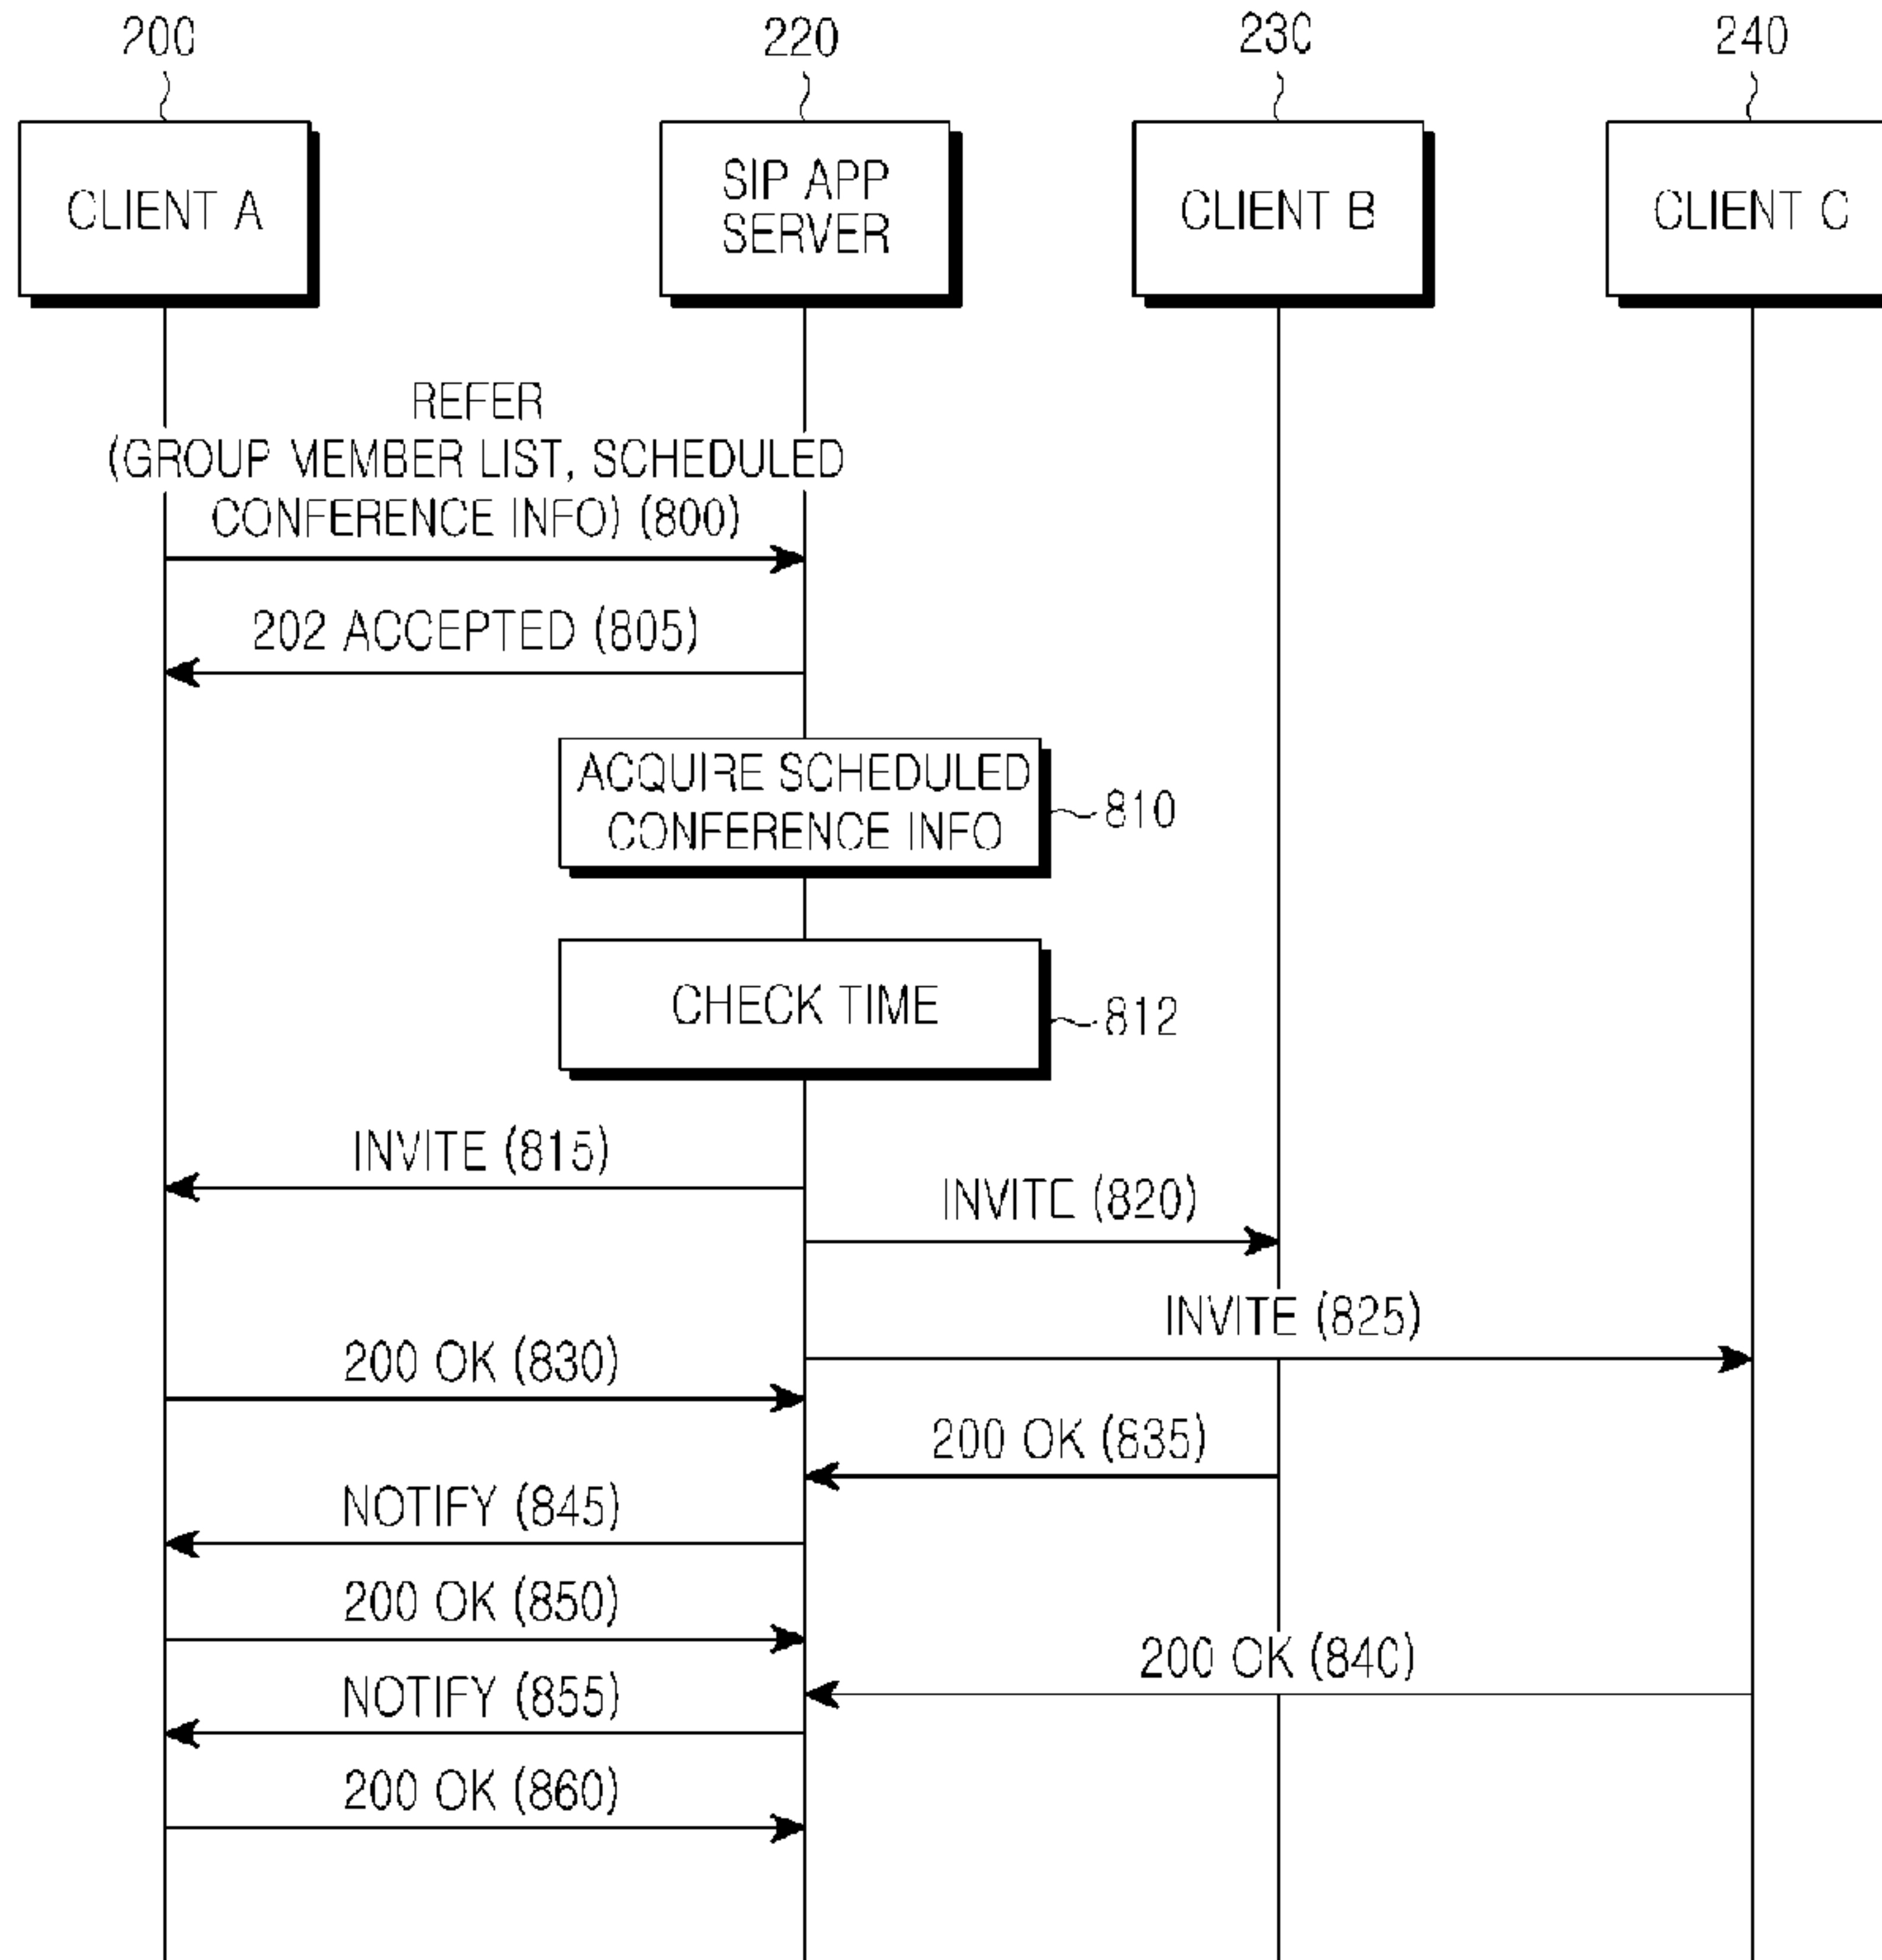 200
220
230
240
CLIENT A
SIP APP
SERVER
CLIENT B
CLIENT C
REFER
(GROUP MEMBER LIST, SCHEDULED
CONFERENCE INFO) (800)
202 ACCEPTED (805)
ACQUIRE SCHEDULED
CONFERENCE INFO
810
CHECK TIME
812
INVITE (815)
INVITE (820)
INVITE (825)
200 OK (830)
200 OK (835)
NOTIFY (845)
200 OK (850)
200 OK (840)
NOTIFY (855)
200 OK (860)